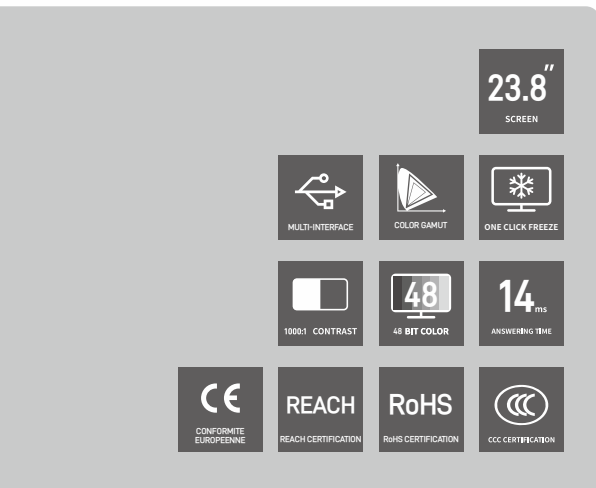 23.8″
SCREEN
MULTI-INTERFACE
COLOR GAMUT
ONE CLICK FREEZE
1000:1 CONTRAST
48
48 BIT COLOR
14ms
ANSWERING TIME
CE
CONFORMITE
EUROPEENNE
REACH
REACH CERTIFICATION
RoHS
RoHS CERTIFICATION
CCC
CCC CERTIFICATION